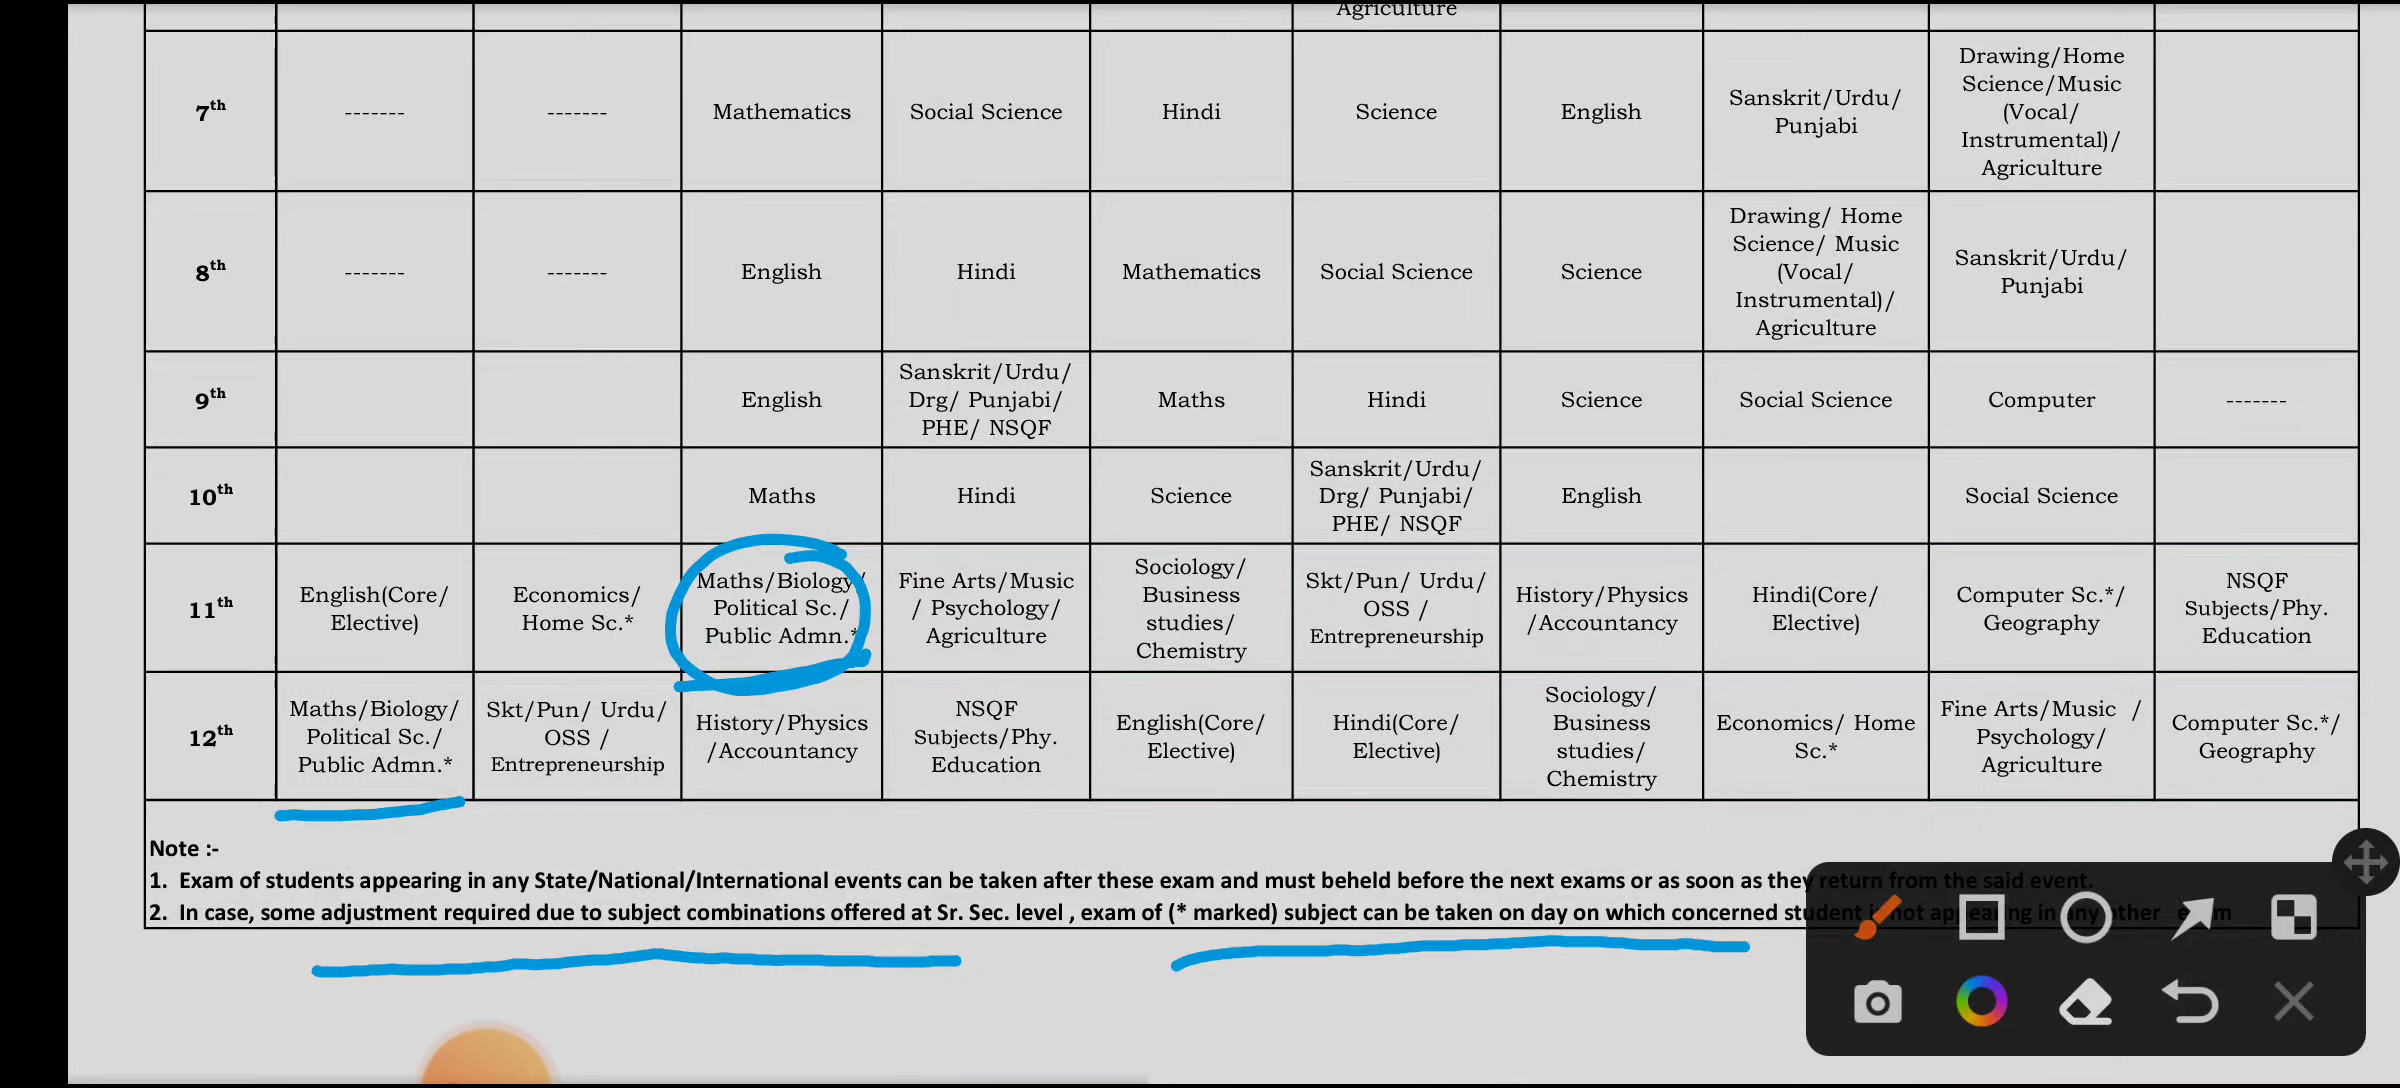 Agriculture
7th ------- ------- Mathematics Social Science Hindi Science English Sanskrit/Urdu/ Punjabi Drawing/Home Science/Music (Vocal/ Instrumental)/ Agriculture
8th ------- ------- English Hindi Mathematics Social Science Science Drawing/ Home Science/ Music (Vocal/ Instrumental)/ Agriculture Sanskrit/Urdu/ Punjabi
9th English Sanskrit/Urdu/ Drg/ Punjabi/ PHE/ NSQF Maths Hindi Science Social Science Computer -------
10th Maths Hindi Science Sanskrit/Urdu/ Drg/ Punjabi/ PHE/ NSQF English Social Science
11th English(Core/ Elective) Economics/ Home Sc.* Maths/Biology/ Political Sc./ Public Admn.* Fine Arts/Music / Psychology/ Agriculture Sociology/ Business studies/ Chemistry Skt/Pun/ Urdu/ OSS / Entrepreneurship History/Physics /Accountancy Hindi(Core/ Elective) Computer Sc.*/ Geography NSQF Subjects/Phy. Education
12th Maths/Biology/ Political Sc./ Public Admn.* Skt/Pun/ Urdu/ OSS / Entrepreneurship History/Physics /Accountancy NSQF Subjects/Phy. Education English(Core/ Elective) Hindi(Core/ Elective) Sociology/ Business studies/ Chemistry Economics/ Home Sc.* Fine Arts/Music / Psychology/ Agriculture Computer Sc.*/ Geography
Note :-
1. Exam of students appearing in any State/National/International events can be taken after these exam and must beheld before the next exams or as soon as they return from the said event.
2. In case, some adjustment required due to subject combinations offered at Sr. Sec. level , exam of (* marked) subject can be taken on day on which concerned student is not appearing in any other